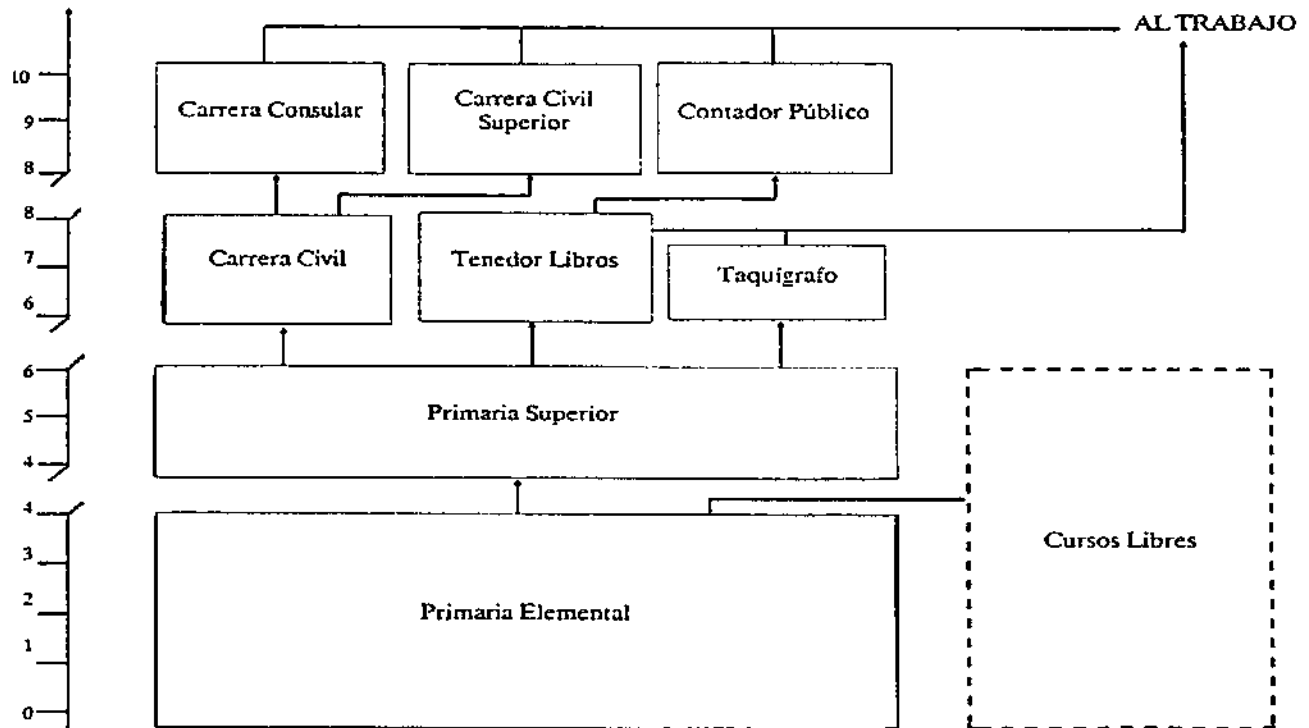 AL TRABAJO
10
9
8
Carrera Consular
Carrera Civil
Superior
Contador Público
8
7
6
Carrera Civil
Tenedor Libros
Taquígrafo
6
5
4
Primaria Superior
4
3
2
1
0
Primaria Elemental
Cursos Libres